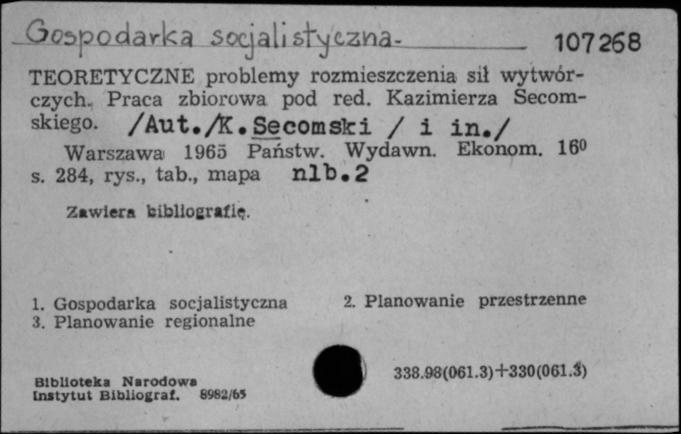 Gospodarka socjalistyczna- 107268
TEORETYCZNE problemy rozmieszczenia sił wytwór-
czych. Praca zbiorowa pod red. Kazimierza Secom-
skiego. /Aut./K.Secomski / i in./
Warszawa 1965 Państw. Wydawn. Ekonom. 16⁰
s. 284, rys., tab., mapa nlb.2
Zawiera bibliografię.
1. Gospodarka socjalistyczna 2. Planowanie przestrzenne
3. Planowanie regionalne
338.98(061.3)+330(061.3)
Biblioteka Narodowa
Instytut Bibliograf. 8982/65